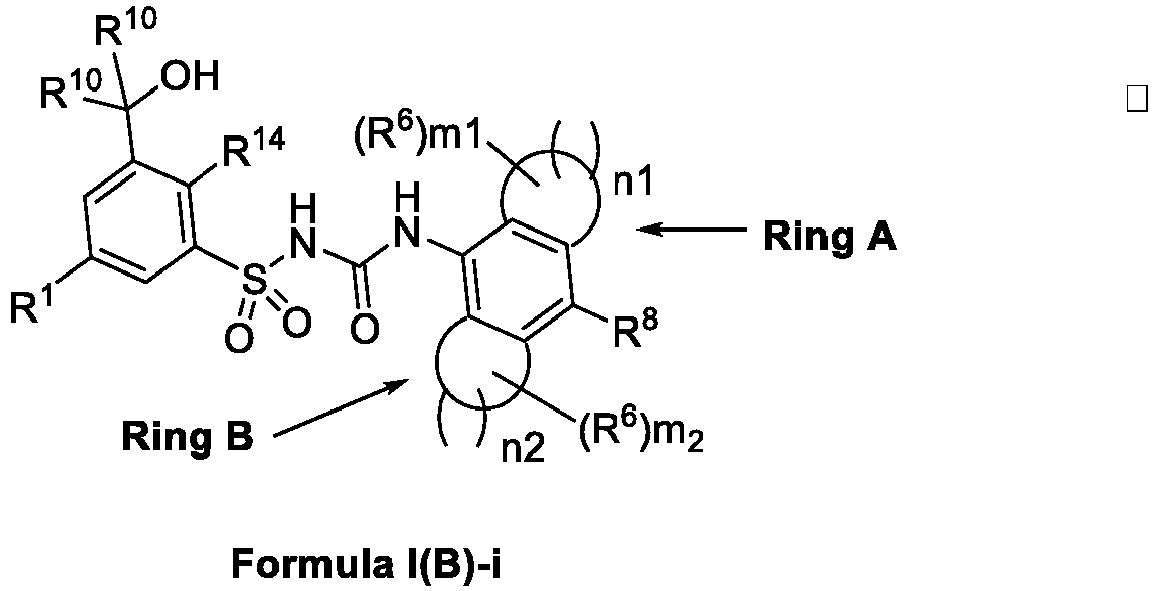 R10
R10 OH
(R6)m1
R14
n1
H
N
H
N
Ring A
R1
S
O
O
O
R8
Ring B
(R6)m2
n2
Formula I(B)-i